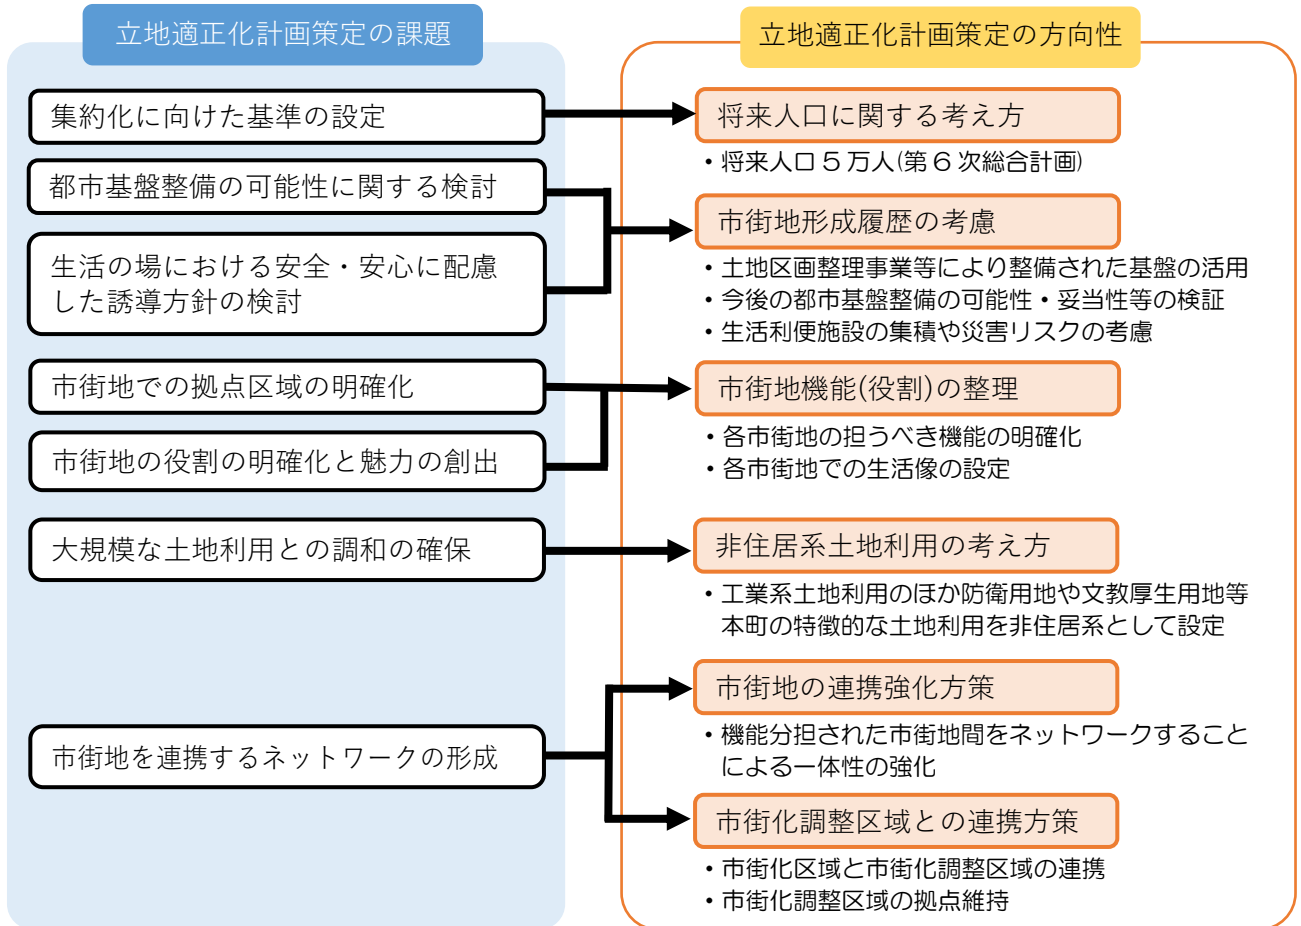 立地適正化計画策定の課題
集約化に向けた基準の設定
都市基盤整備の可能性に関する検討
生活の場における安全・安心に配慮
した誘導方針の検討
市街地での拠点区域の明確化
市街地の役割の明確化と魅力の創出
大規模な土地利用との調和の確保
市街地を連携するネットワークの形成
立地適正化計画策定の方向性
将来人口に関する考え方
・将来人口５万人(第６次総合計画)
市街地形成履歴の考慮
・土地区画整理事業等により整備された基盤の活用
・今後の都市基盤整備の可能性・妥当性等の検証
・生活利便施設の集積や災害リスクの考慮
市街地機能(役割)の整理
・各市街地の担うべき機能の明確化
・各市街地での生活像の設定
非住居系土地利用の考え方
・工業系土地利用のほか防衛用地や文教厚生用地等
本町の特徴的な土地利用を非住居系として設定
市街地の連携強化方策
・機能分担された市街地間をネットワークすること
による一体性の強化
市街化調整区域との連携方策
・市街化区域と市街化調整区域の連携
・市街化調整区域の拠点維持